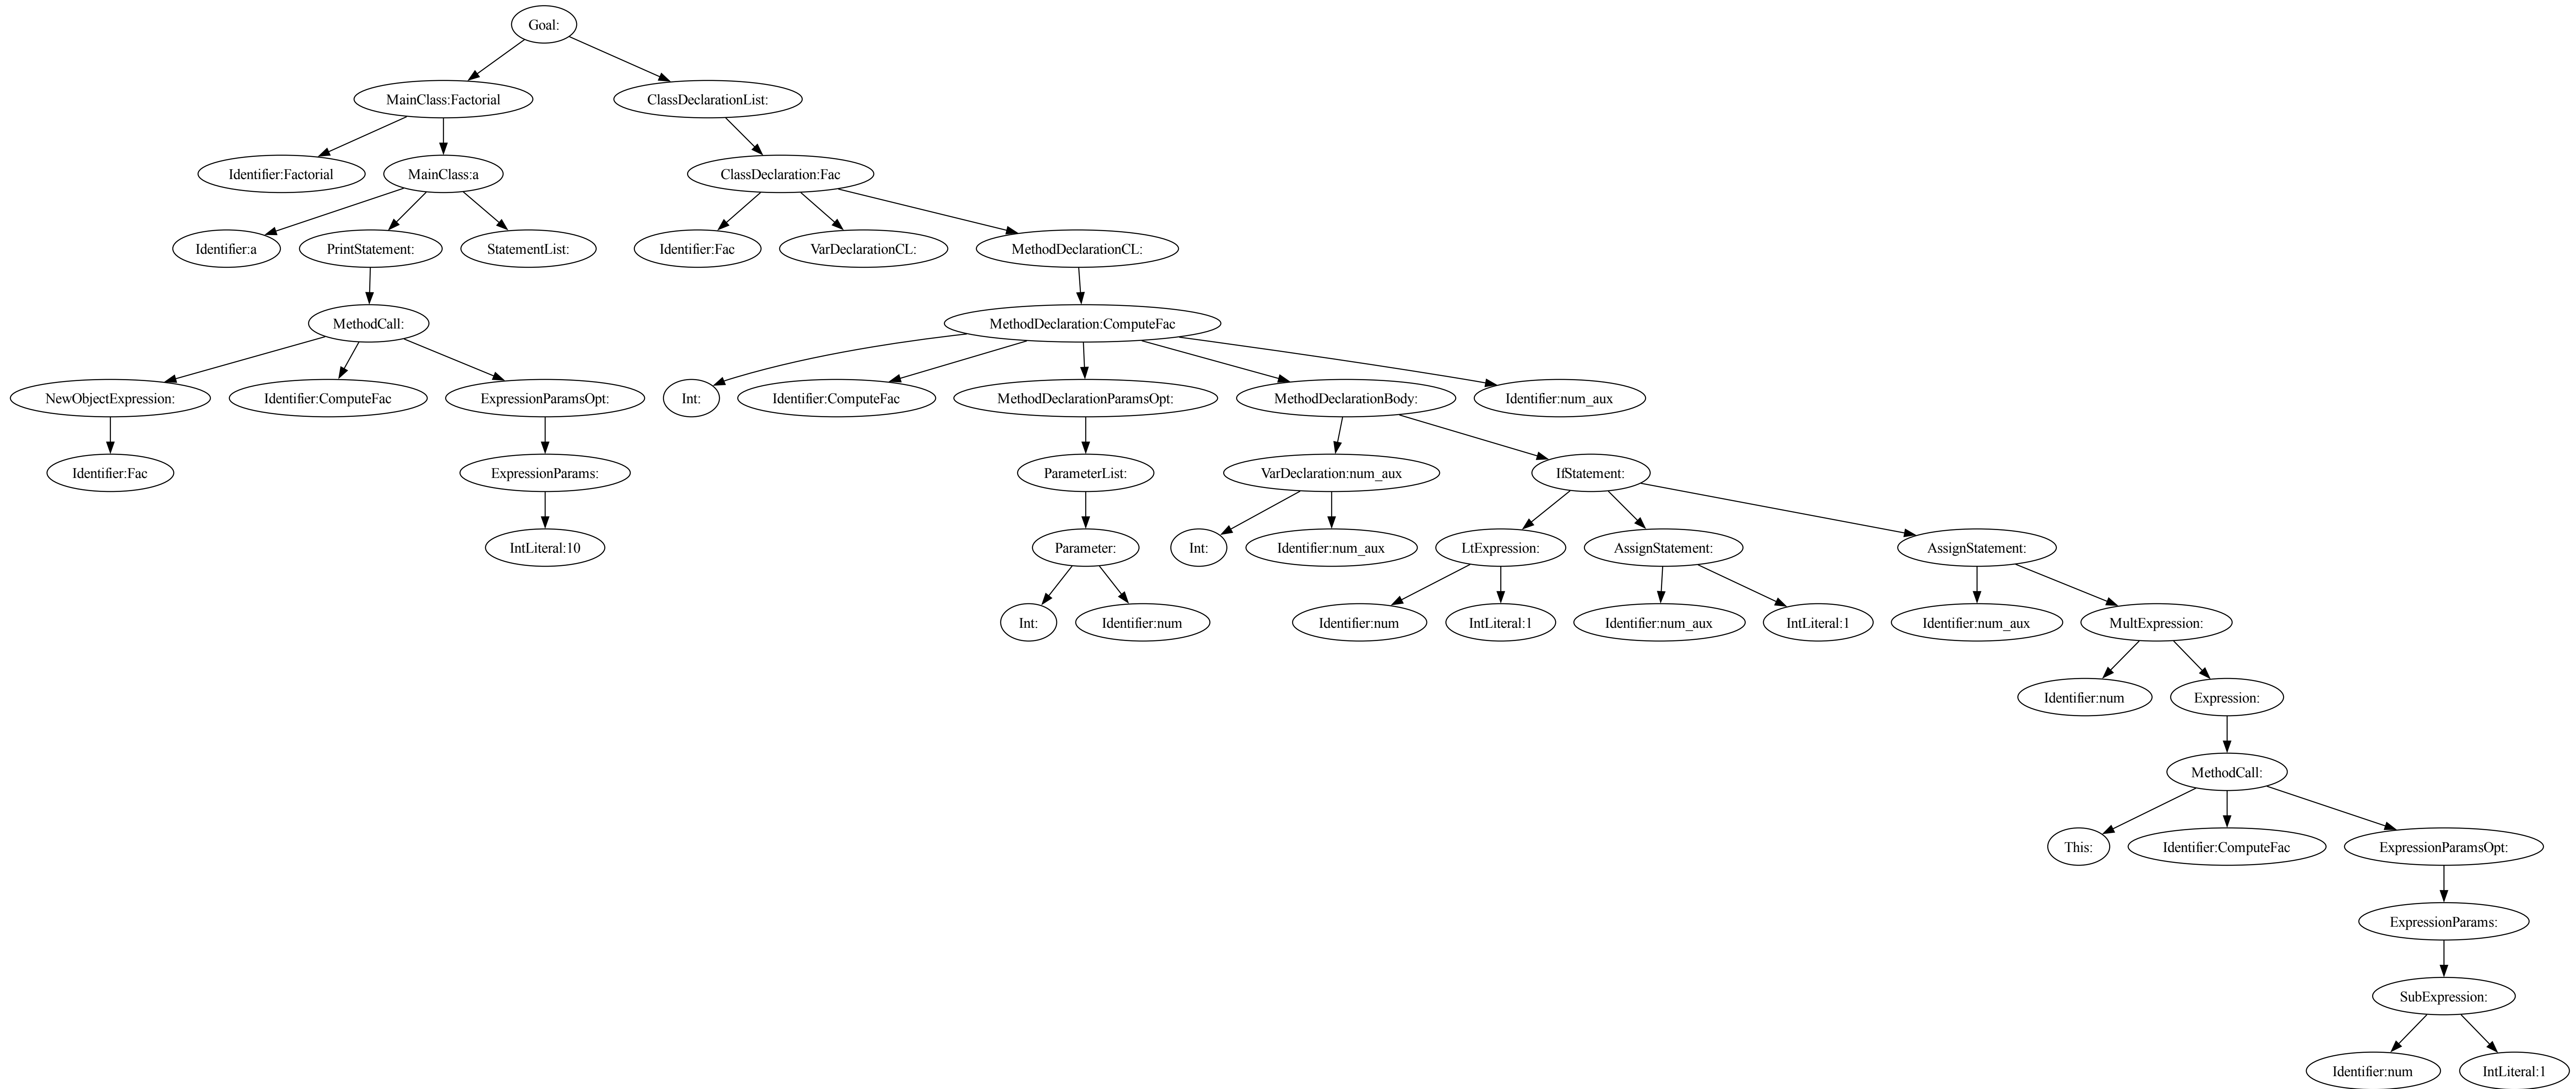 Goal:
MainClass:Factorial
ClassDeclarationList:
Identifier:Factorial
MainClass:a
ClassDeclaration:Fac
Identifier:a
PrintStatement:
StatementList:
Identifier:Fac
VarDeclarationCL:
MethodDeclarationCL:
MethodCall:
MethodDeclaration:ComputeFac
NewObjectExpression:
Identifier:ComputeFac
ExpressionParamsOpt:
Int:
Identifier:ComputeFac
MethodDeclarationParamsOpt:
MethodDeclarationBody:
Identifier:num_aux
Identifier:Fac
ExpressionParams:
ParameterList:
VarDeclaration:num_aux
IfStatement:
IntLiteral:10
Parameter:
Int:
Identifier:num_aux
LtExpression:
AssignStatement:
AssignStatement:
Int:
Identifier:num
Identifier:num
IntLiteral:1
Identifier:num_aux
IntLiteral:1
Identifier:num_aux
MultExpression:
Identifier:num
Expression:
MethodCall:
This:
Identifier:ComputeFac
ExpressionParamsOpt:
ExpressionParams:
SubExpression:
Identifier:num
IntLiteral:1